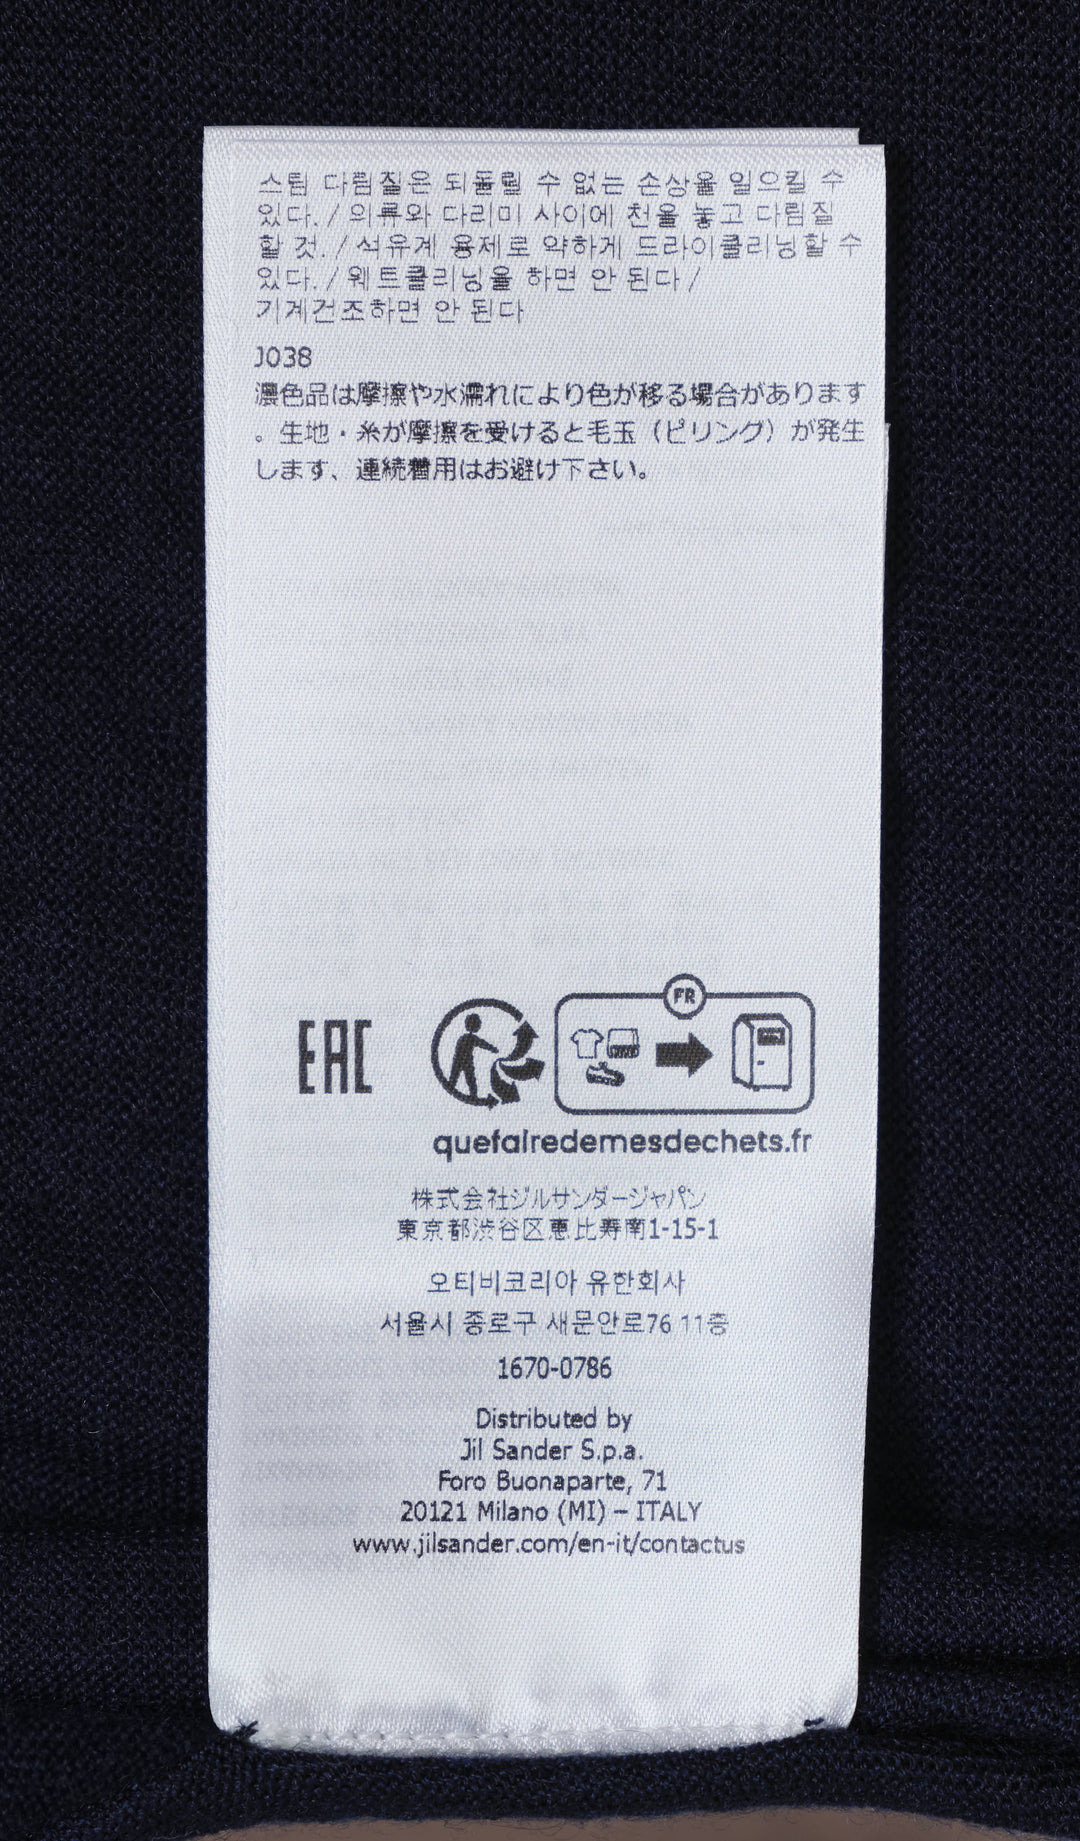 스팀 다림질은 되돌릴 수 없는 손상을 일으킬 수
있다. / 의류와 다리미 사이에 천을 놓고 다림질
할 것. / 석유계 용제로 약하게 드라이클리닝할 수
있다. / 웨트클리닝을 하면 안 된다 /
기계건조하면 안 된다
J038
濃色品は摩擦や水濡れにより色が移る場合があります
。生地・糸が摩擦を受けると毛玉（ピリング）が発生
します、連続着用はお避け下さい。
FR
EAC
quefairedemesdechets.fr
株式会社ジルサンダージャパン
東京都渋谷区恵比寿南1-15-1
오티비코리아 유한회사
서울시 종로구 새문안로76 11층
1670-0786
Distributed by
Jil Sander S.p.a.
Foro Buonaparte, 71
20121 Milano (MI) – ITALY
www.jilsander.com/en-it/contactus